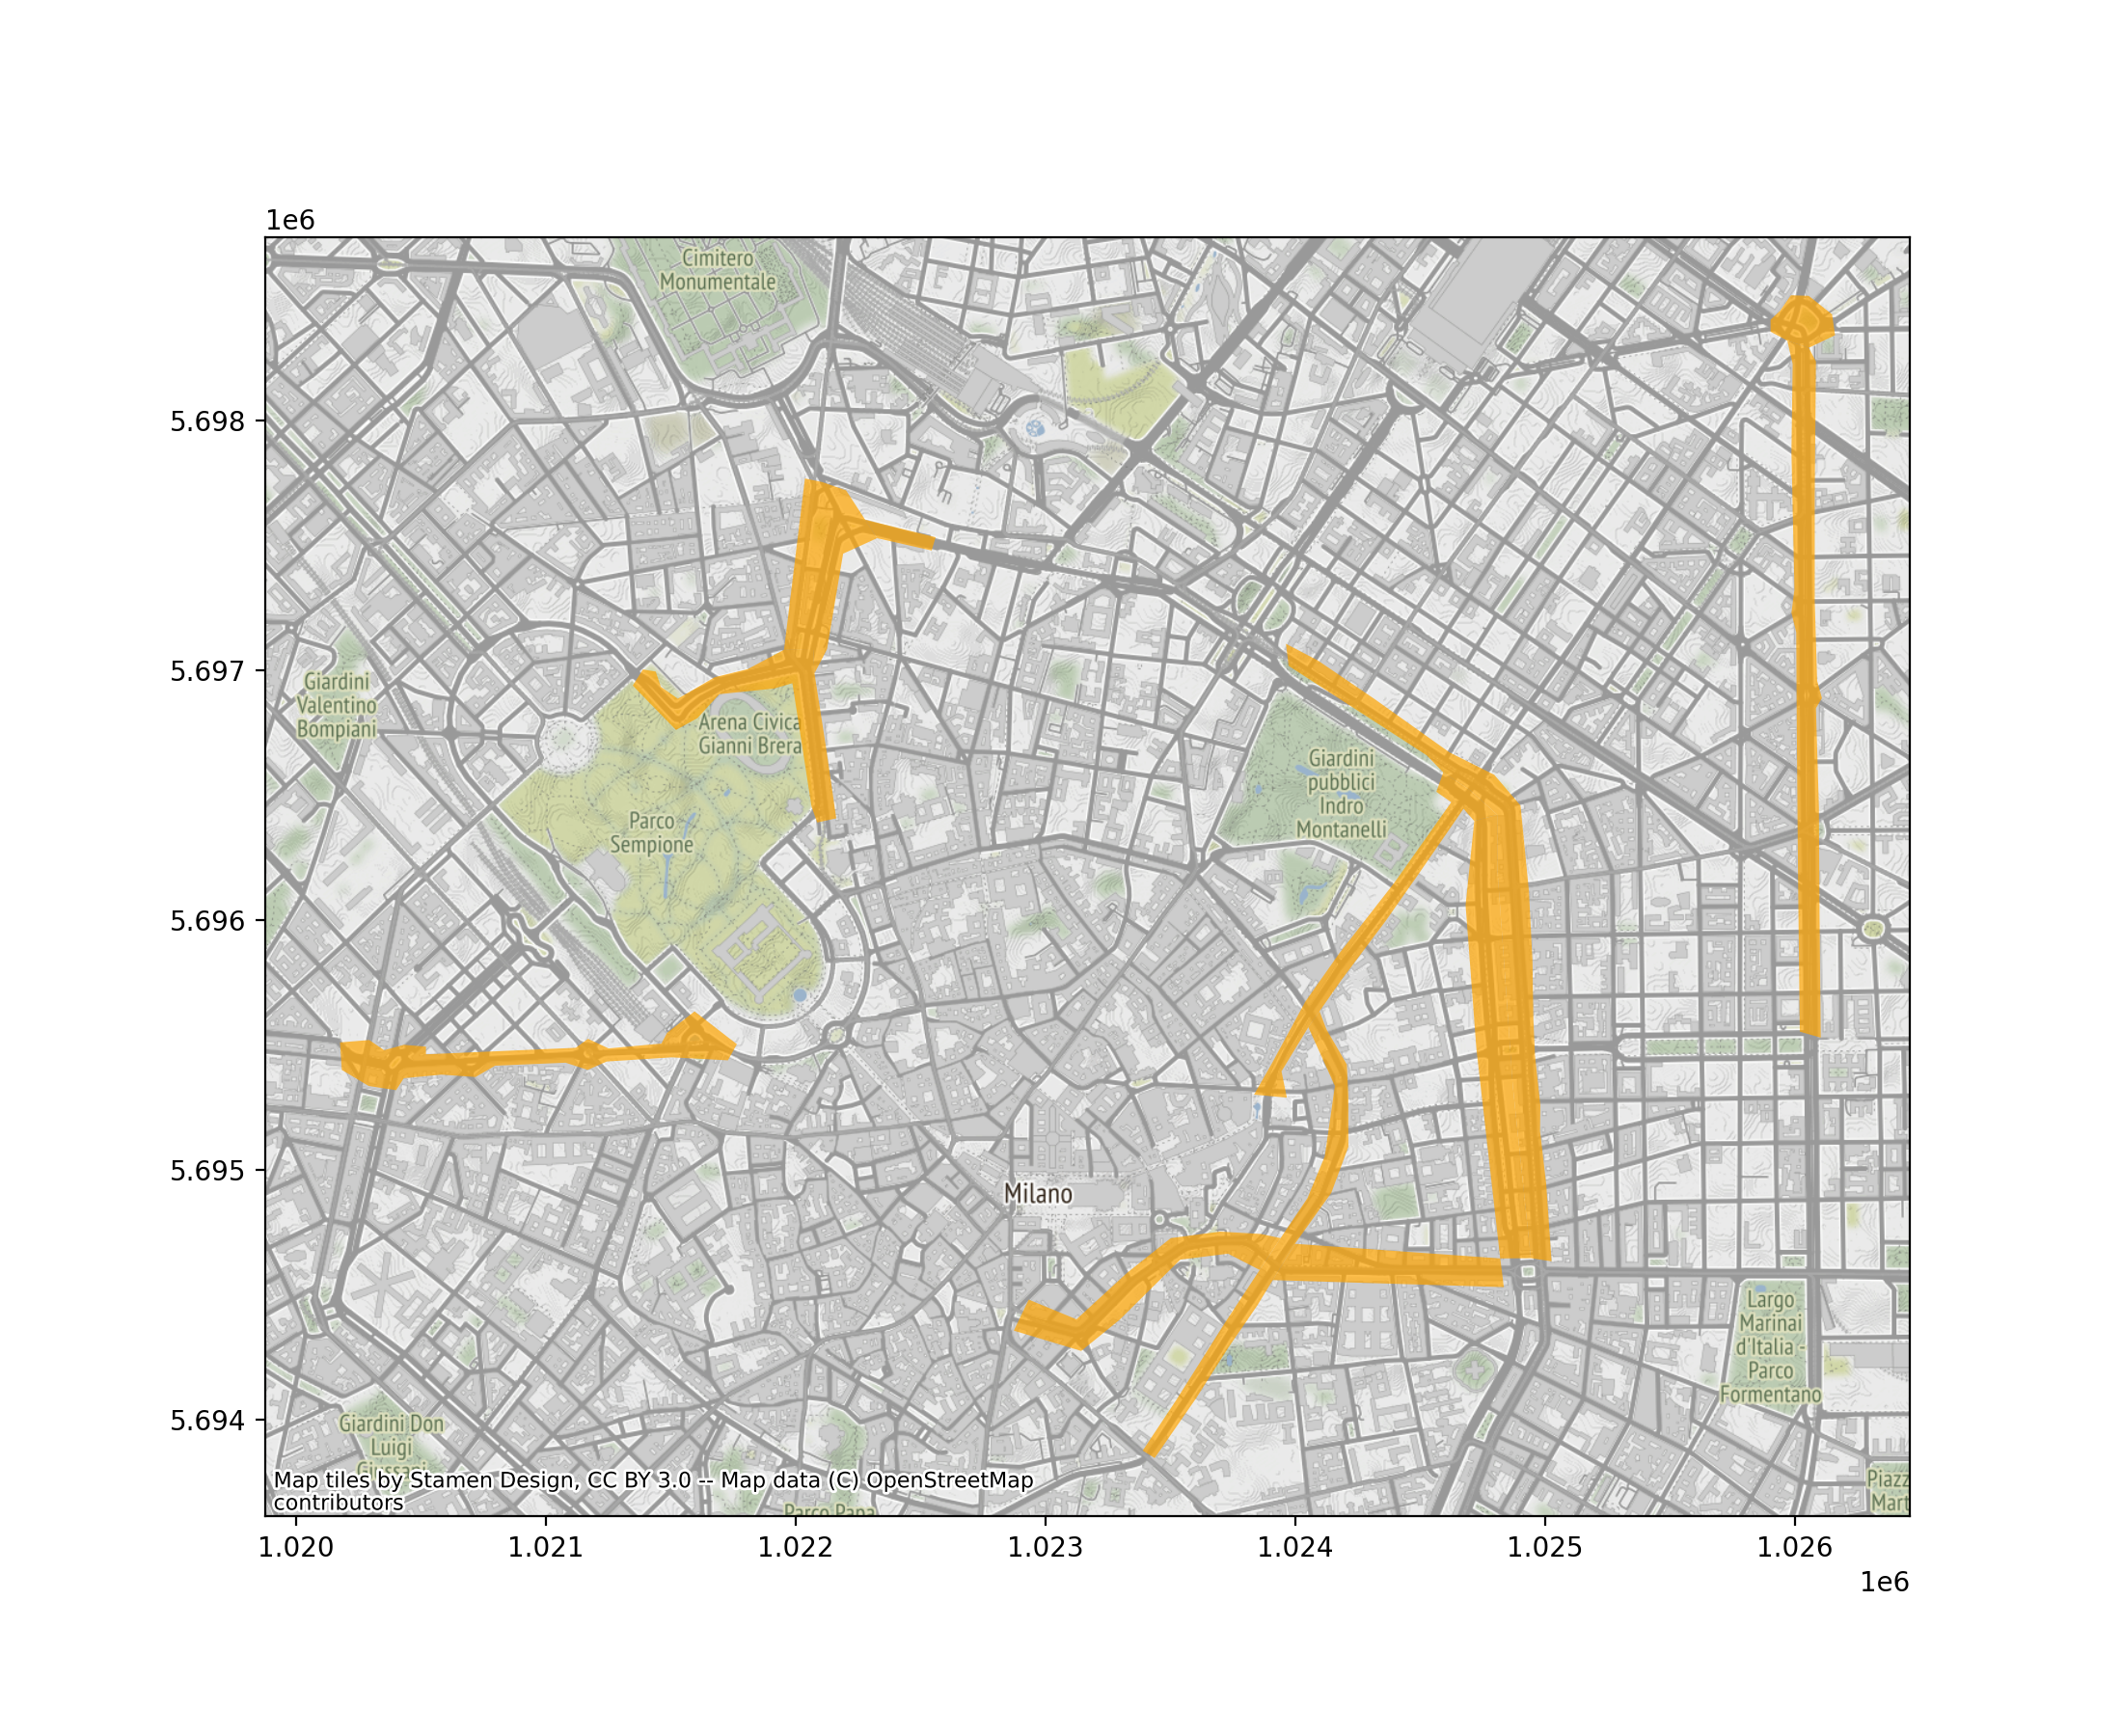 1e6
Cimitero
Monumentale
5.698
5.697
5.696
5.695
5.694
Giardini
Valentino
Bompiani
Arena Civica
Gianni Brera
Parco
Sempione
Giardini
pubblici
Indro
Montanelli
Milano
Largo
Marinai
d'Italia -
Parco
Formentano
Giardini Don
Luigi
Piazz
Mart
Map tiles by Stamen Design, CC BY 3.0 -- Map data (C) OpenStreetMap
contributors
Parco Papa
1.020 1.021 1.022 1.023 1.024 1.025 1.026
1e6